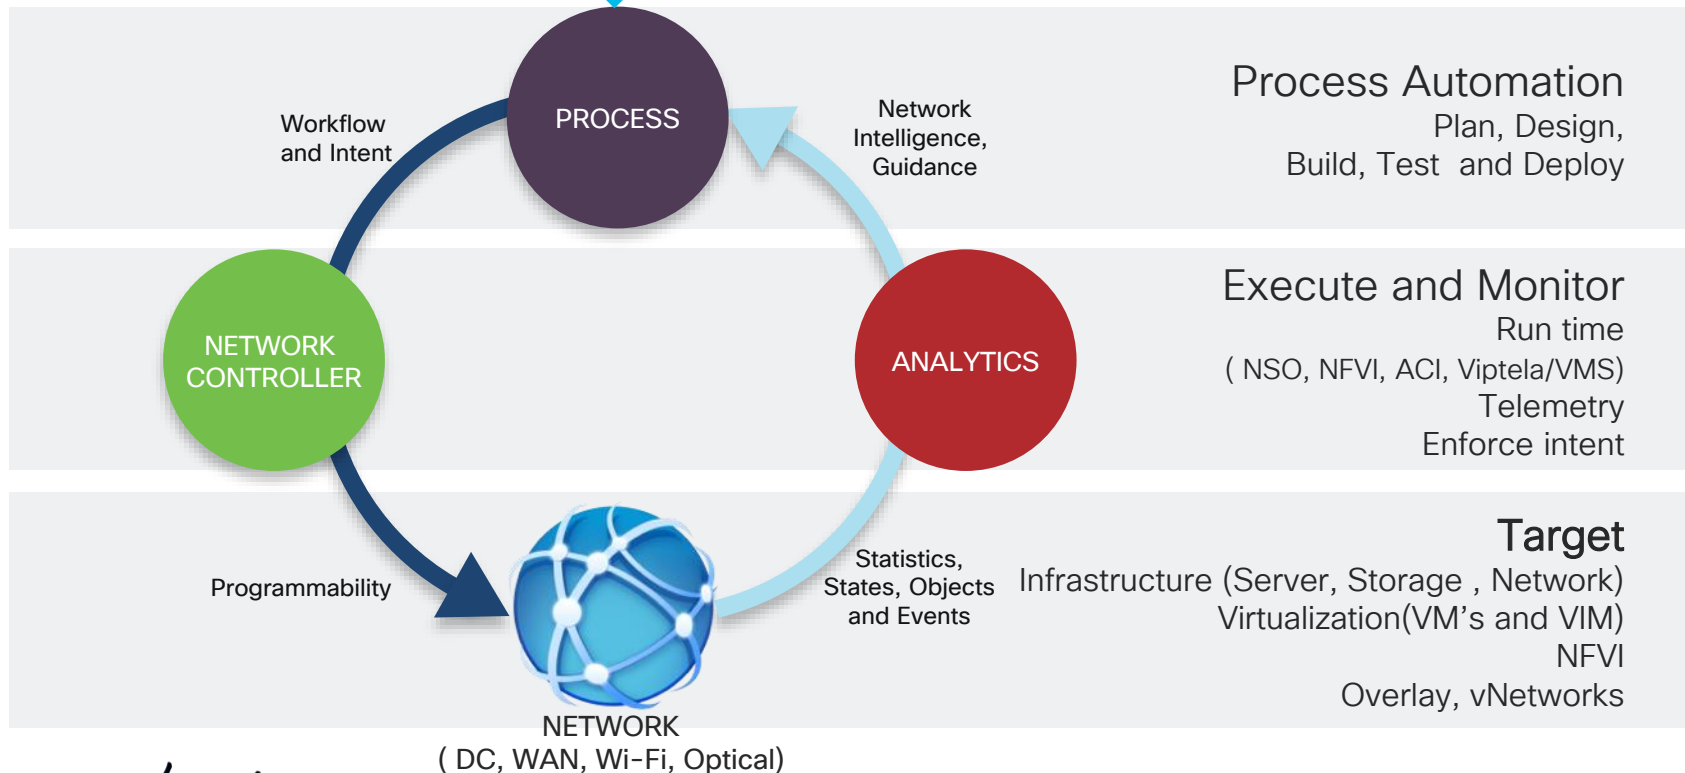 PROCESS
Workflow
and Intent
Network
Intelligence,
Guidance
Process Automation
Plan, Design,
Build, Test  and Deploy
NETWORK
CONTROLLER
ANALYTICS
Execute and Monitor
Run time
( NSO, NFVI, ACI, Viptela/VMS)
Telemetry
Enforce intent
Programmability
Statistics,
States, Objects
and Events
Target
Infrastructure (Server, Storage , Network)
Virtualization(VM's and VIM)
NFVI
Overlay, vNetworks
NETWORK
( DC, WAN, Wi-Fi, Optical)